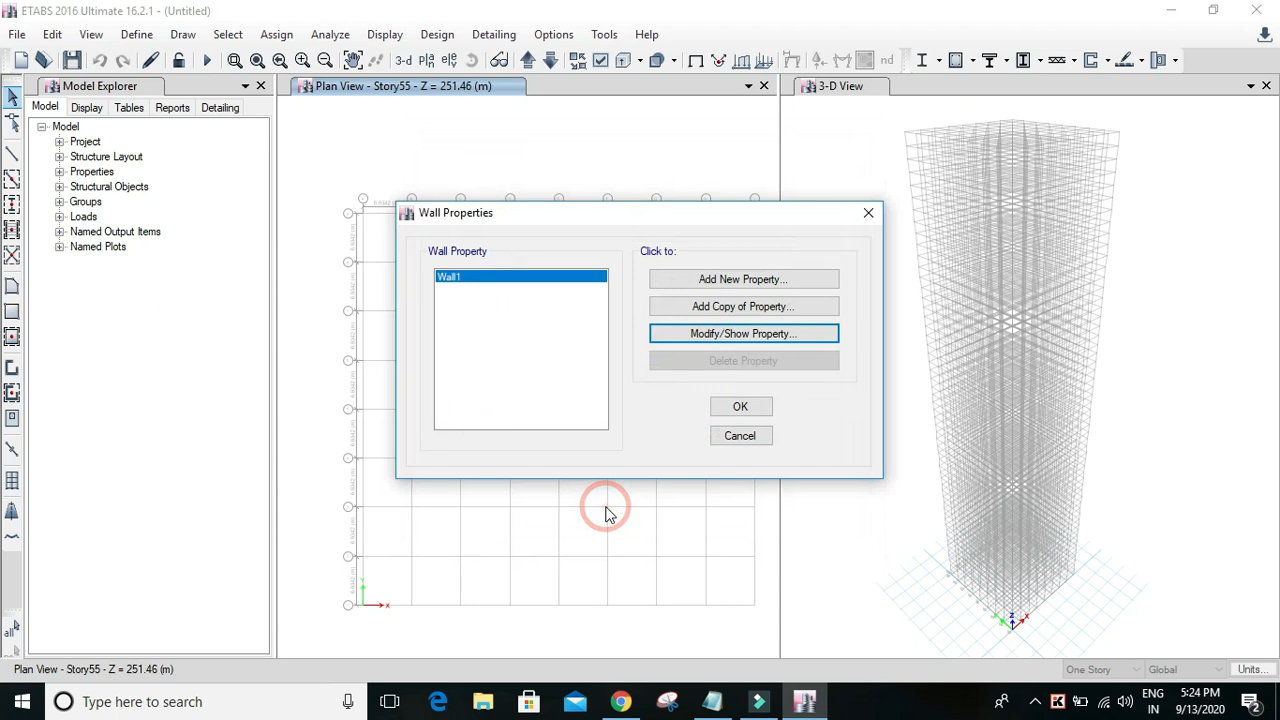 ETABS 2016 Ultimate 16.2.1 - (Untitled)
File Edit View Define Draw Select Assign Analyze Display Design Detailing Options Tools Help
3-d nd
Model Explorer
Plan View - Story55 - Z = 251.46 (m)
3-D View
Model Display Tables Reports Detailing
Model
Project
Structure Layout
Properties
Structural Objects
Groups
Loads
Named Output Items
Named Plots
Wall Properties
Wall Property
Click to:
Wall1
Add New Property...
Add Copy of Property...
Modify/Show Property...
Delete Property
OK
Cancel
X
Z
X
all
Plan View - Story55 - Z = 251.46 (m)
One Story Global Units...
Type here to search
ENG 5:24 PM
IN 9/13/2020
2